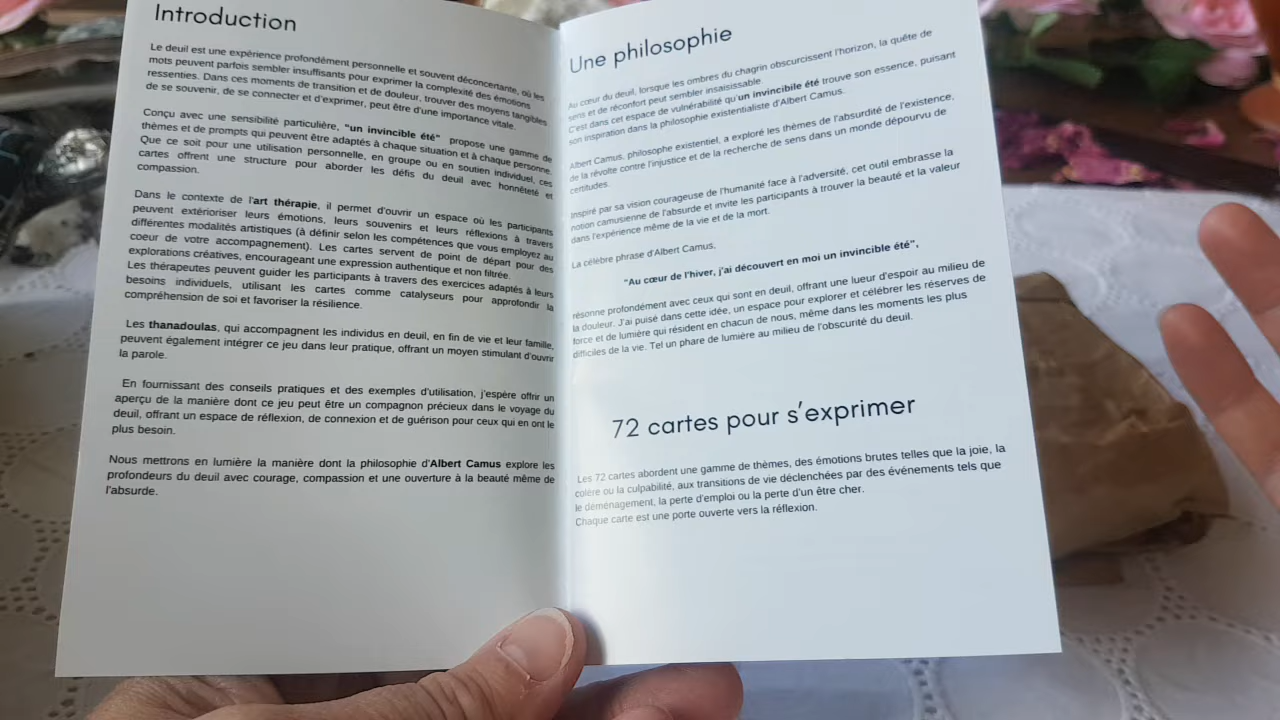 Introduction
Le deuil est une expérience profondément personnelle et souvent déconcertante, où les
mots peuvent parfois sembler insuffisants pour exprimer la complexité des émotions
ressenties. Dans ces moments de transition et de douleur, trouver des moyens tangibles
de se souvenir, de se connecter et d'exprimer, peut être d'une importance vitale.
Conçu avec une sensibilité particulière, "un invincible été" propose une gamme de
thèmes et de prompts qui peuvent être adaptés à chaque situation et à chaque personne.
Que ce soit pour une utilisation personnelle, en groupe ou en soutien individuel, ces
cartes offrent une structure pour aborder les défis du deuil avec honnêteté et
compassion.
Dans le contexte de l'art thérapie, il permet d'ouvrir un espace où les participants
peuvent extérioriser leurs émotions, leurs souvenirs et leurs réflexions à travers
différentes modalités artistiques (à définir selon les compétences que vous employez au
coeur de votre accompagnement). Les cartes servent de point de départ pour des
explorations créatives, encourageant une expression authentique et non filtrée.
Les thérapeutes peuvent guider les participants à travers des exercices adaptés à leurs
besoins individuels, utilisant les cartes comme catalyseurs pour approfondir la
compréhension de soi et favoriser la résilience.
Les thanadoulas, qui accompagnent les individus en deuil, en fin de vie et leur famille,
peuvent également intégrer ce jeu dans leur pratique, offrant un moyen stimulant d'ouvrir
la parole.
En fournissant des conseils pratiques et des exemples d'utilisation, j'espère offrir un
aperçu de la manière dont ce jeu peut être un compagnon précieux dans le voyage du
deuil, offrant un espace de réflexion, de connexion et de guérison pour ceux qui en ont le
plus besoin.
Nous mettrons en lumière la manière dont la philosophie d'Albert Camus explore les
profondeurs du deuil avec courage, compassion et une ouverture à la beauté même de
l'absurde.
Une philosophie
Au cœur du deuil, lorsque les ombres du chagrin obscurcissent l'horizon, la quête de
sens et de réconfort peut sembler insaisissable.
C'est dans cet espace de vulnérabilité qu'un invincible été trouve son essence, puisant
son inspiration dans la philosophie existentialiste d'Albert Camus.
Albert Camus, philosophe existentiel, a exploré les thèmes de l'absurdité de l'existence,
de la révolte contre l'injustice et de la recherche de sens dans un monde dépourvu de
certitudes.
Inspiré par sa vision courageuse de l'humanité face à l'adversité, cet outil embrasse la
notion camusienne de l'absurde et invite les participants à trouver la beauté et la valeur
dans l'expérience même de la vie et de la mort.
La célèbre phrase d'Albert Camus,
"Au cœur de l'hiver, j'ai découvert en moi un invincible été",
résonne profondément avec ceux qui sont en deuil, offrant une lueur d'espoir au milieu de
la douleur. J'ai puisé dans cette idée, un espace pour explorer et célébrer les réserves de
force et de lumière qui résident en chacun de nous, même dans les moments les plus
difficiles de la vie. Tel un phare de lumière au milieu de l'obscurité du deuil.
72 cartes pour s'exprimer
Les 72 cartes abordent une gamme de thèmes, des émotions brutes telles que la joie, la
colère ou la culpabilité, aux transitions de vie déclenchées par des événements tels que
le déménagement, la perte d'emploi ou la perte d'un être cher.
Chaque carte est une porte ouverte vers la réflexion.